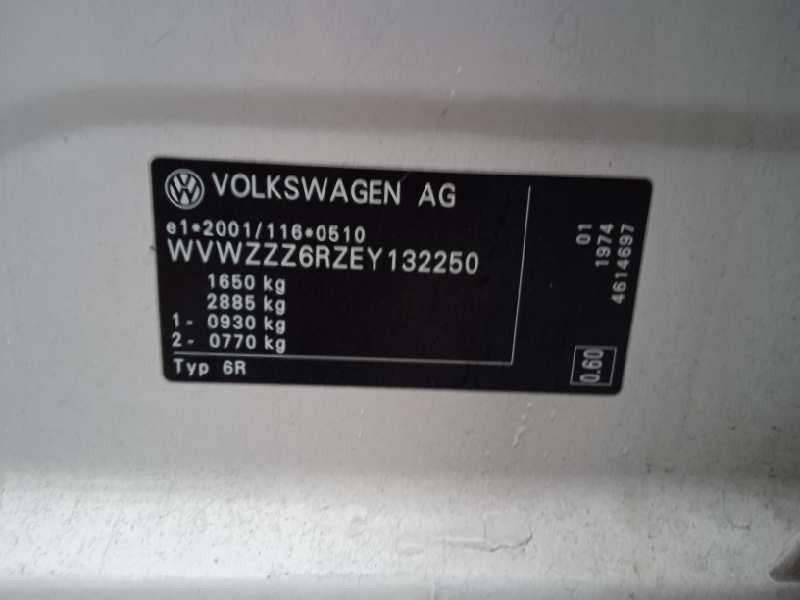 VOLKSWAGEN AG
e1*2001/116*0510
WVWZZZ6RZEY132250
1650 kg
2885 kg
1- 0930 kg
2- 0770 kg
Typ 6R
01
1974
4614697
0.60